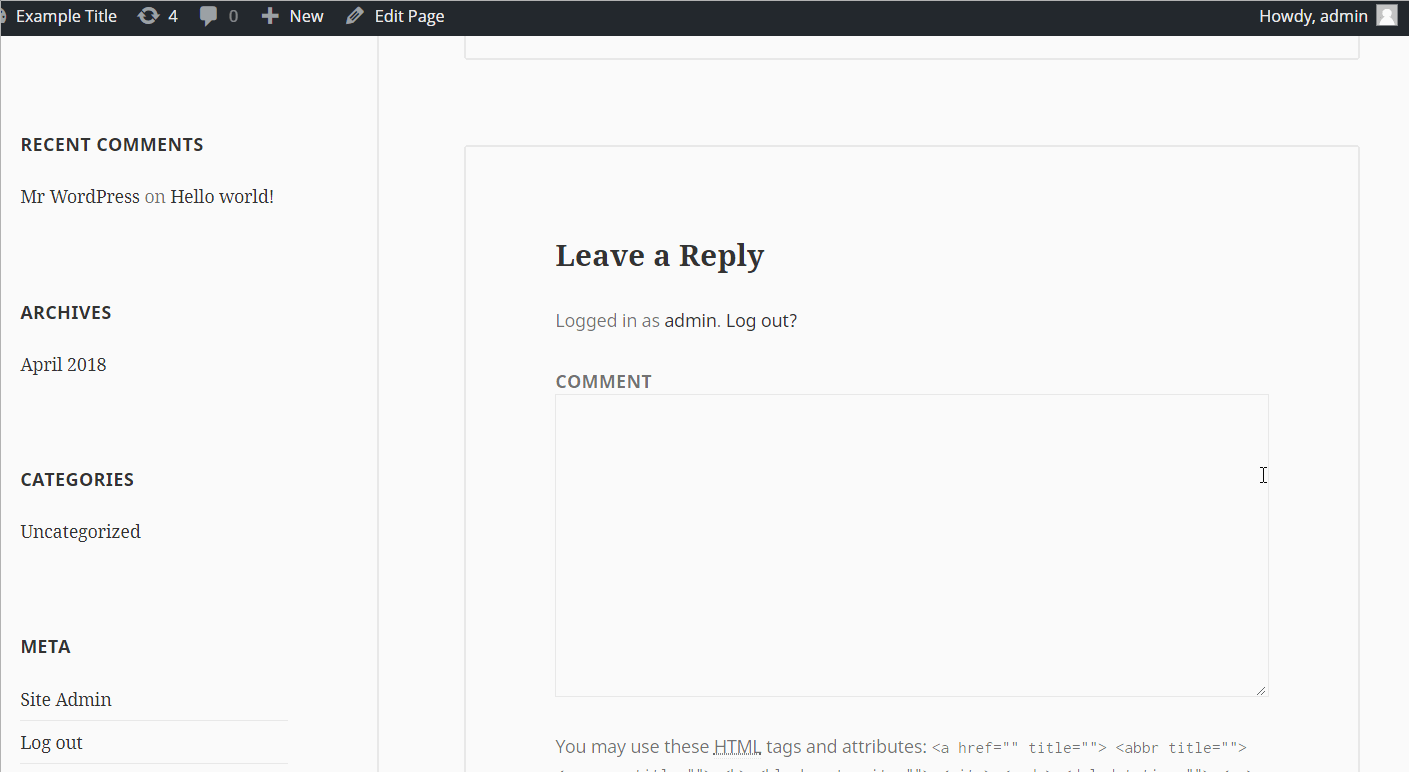 Example Title 4 0 New Edit Page Howdy, admin
RECENT COMMENTS
Mr WordPress on Hello world!
ARCHIVES
April 2018
CATEGORIES
Uncategorized
META
Site Admin
Log out
Leave a Reply
Logged in as admin. Log out?
COMMENT
You may use these HTML tags and attributes: <a href="" title=""> <abbr title="">